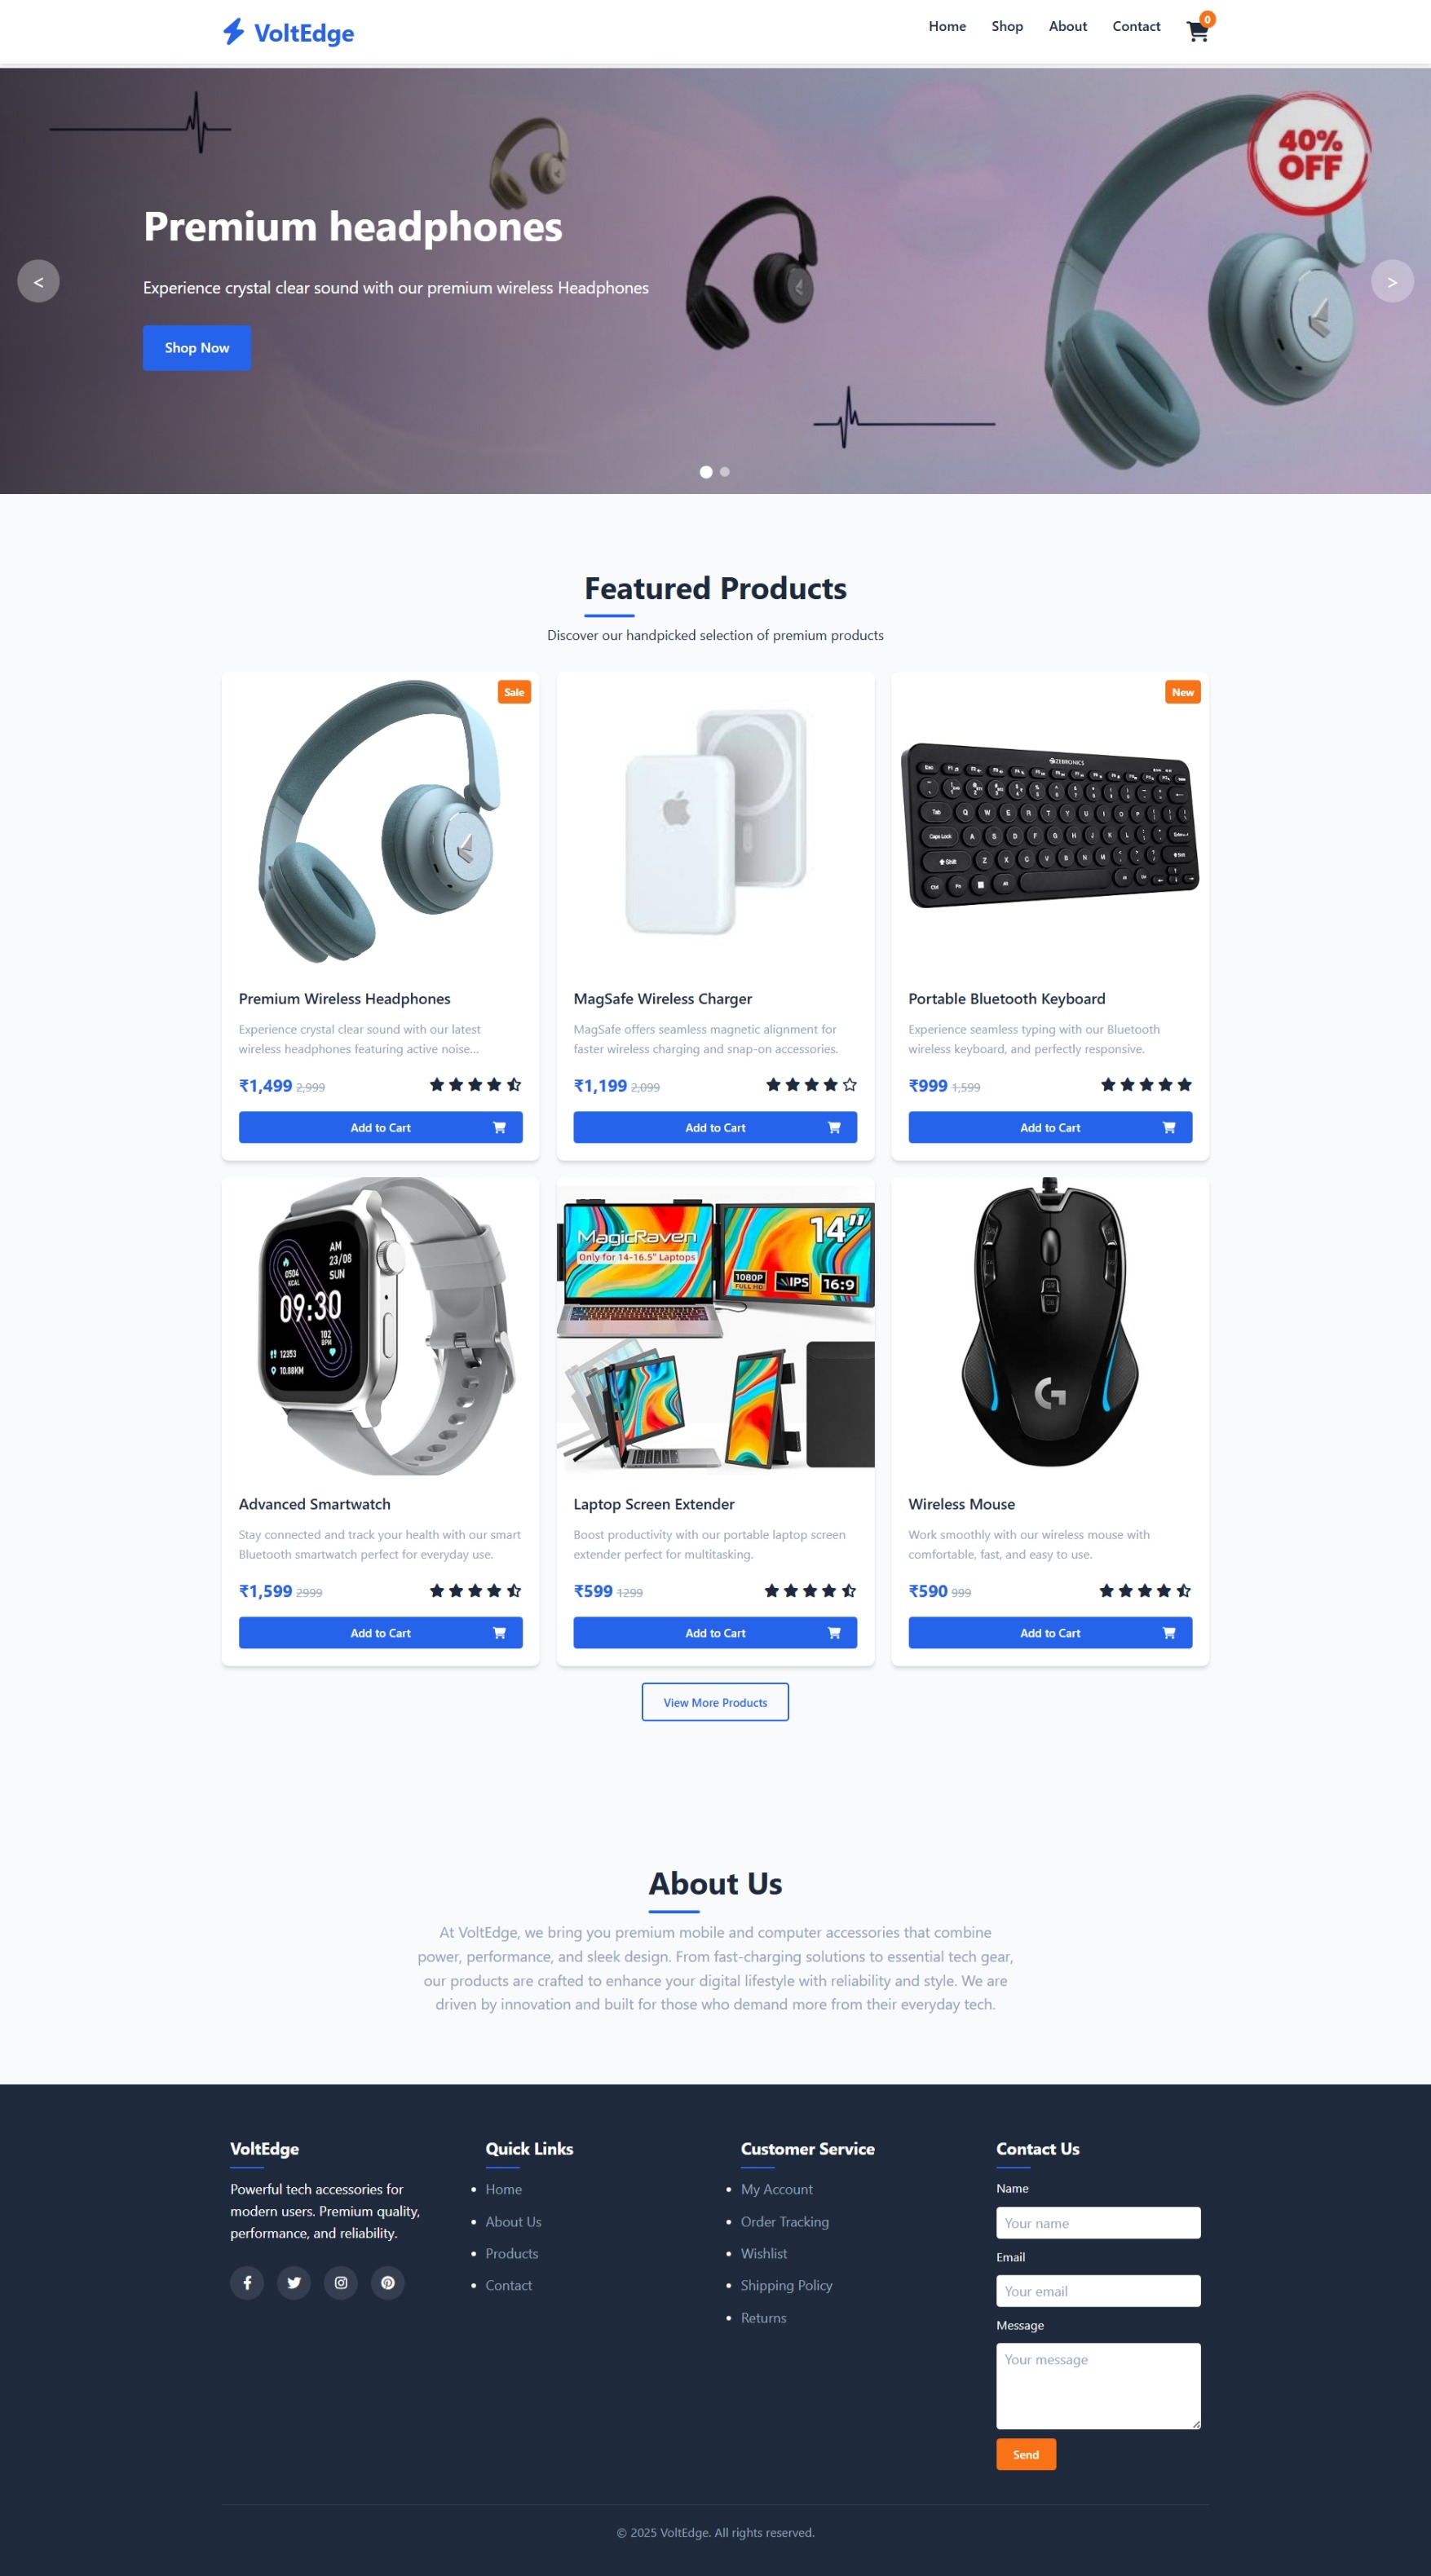 VoltEdge
Home
Shop
About
Contact
0
40%
OFF
Premium headphones
<
>
Experience crystal clear sound with our premium wireless Headphones
Shop Now
Featured Products
Discover our handpicked selection of premium products
Sale
New
ZEBRONICS
Premium Wireless Headphones
Experience crystal clear sound with our latest
wireless headphones featuring active noise...
₹1,499 2,999
Add to Cart
MagSafe Wireless Charger
MagSafe offers seamless magnetic alignment for
faster wireless charging and snap-on accessories.
₹1,199 2,099
Add to Cart
Portable Bluetooth Keyboard
Experience seamless typing with our Bluetooth
wireless keyboard, and perfectly responsive.
₹999 1,599
Add to Cart
AM
23/08
SUN
0504
KCAL
09:30
102
BPM
12353
10.88KM
MagicRaven
Only for 14-16.5" Laptops
14”
1080P
FULL HD
IPS
16:9
G
Advanced Smartwatch
Stay connected and track your health with our smart
Bluetooth smartwatch perfect for everyday use.
₹1,599 2999
Add to Cart
Laptop Screen Extender
Boost productivity with our portable laptop screen
extender perfect for multitasking.
₹599 1299
Add to Cart
Wireless Mouse
Work smoothly with our wireless mouse with
comfortable, fast, and easy to use.
₹590 999
Add to Cart
View More Products
About Us
At VoltEdge, we bring you premium mobile and computer accessories that combine
power, performance, and sleek design. From fast-charging solutions to essential tech gear,
our products are crafted to enhance your digital lifestyle with reliability and style. We are
driven by innovation and built for those who demand more from their everyday tech.
VoltEdge
Powerful tech accessories for
modern users. Premium quality,
performance, and reliability.
Quick Links
Home
About Us
Products
Contact
Customer Service
My Account
Order Tracking
Wishlist
Shipping Policy
Returns
Contact Us
Name
Your name
Email
Your email
Message
Your message
Send
© 2025 VoltEdge. All rights reserved.